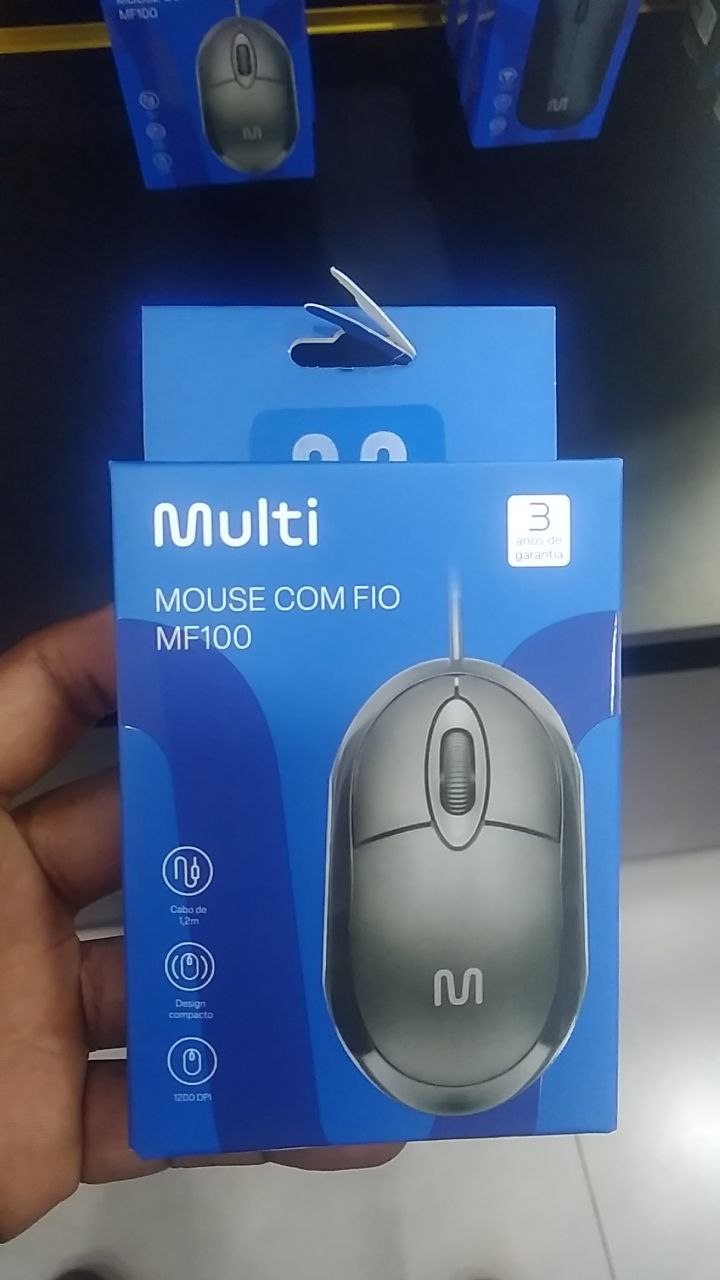 MF100
Multi
3
anos de
garantia
MOUSE COM FIO
MF100
Cabo de
1,2m
Design
compacto
1200 DPI